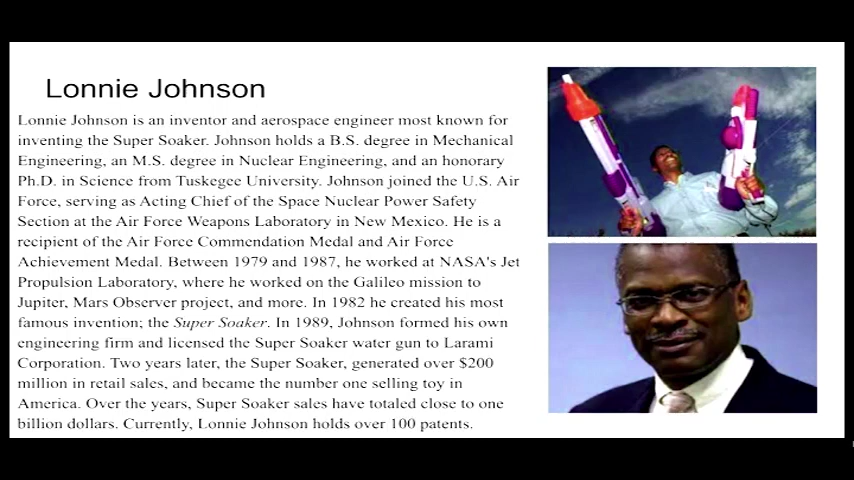 Lonnie Johnson
Lonnie Johnson is an inventor and aerospace engineer most known for
inventing the Super Soaker. Johnson holds a B.S. degree in Mechanical
Engineering, an M.S. degree in Nuclear Engineering, and an honorary
Ph.D. in Science from Tuskegee University. Johnson joined the U.S. Air
Force, serving as Acting Chief of the Space Nuclear Power Safety
Section at the Air Force Weapons Laboratory in New Mexico. He is a
recipient of the Air Force Commendation Medal and Air Force
Achievement Medal. Between 1979 and 1987, he worked at NASA's Jet
Propulsion Laboratory, where he worked on the Galileo mission to
Jupiter, Mars Observer project, and more. In 1982 he created his most
famous invention; the Super Soaker. In 1989, Johnson formed his own
engineering firm and licensed the Super Soaker water gun to Larami
Corporation. Two years later, the Super Soaker, generated over $200
million in retail sales, and became the number one selling toy in
America. Over the years, Super Soaker sales have totaled close to one
billion dollars. Currently, Lonnie Johnson holds over 100 patents.